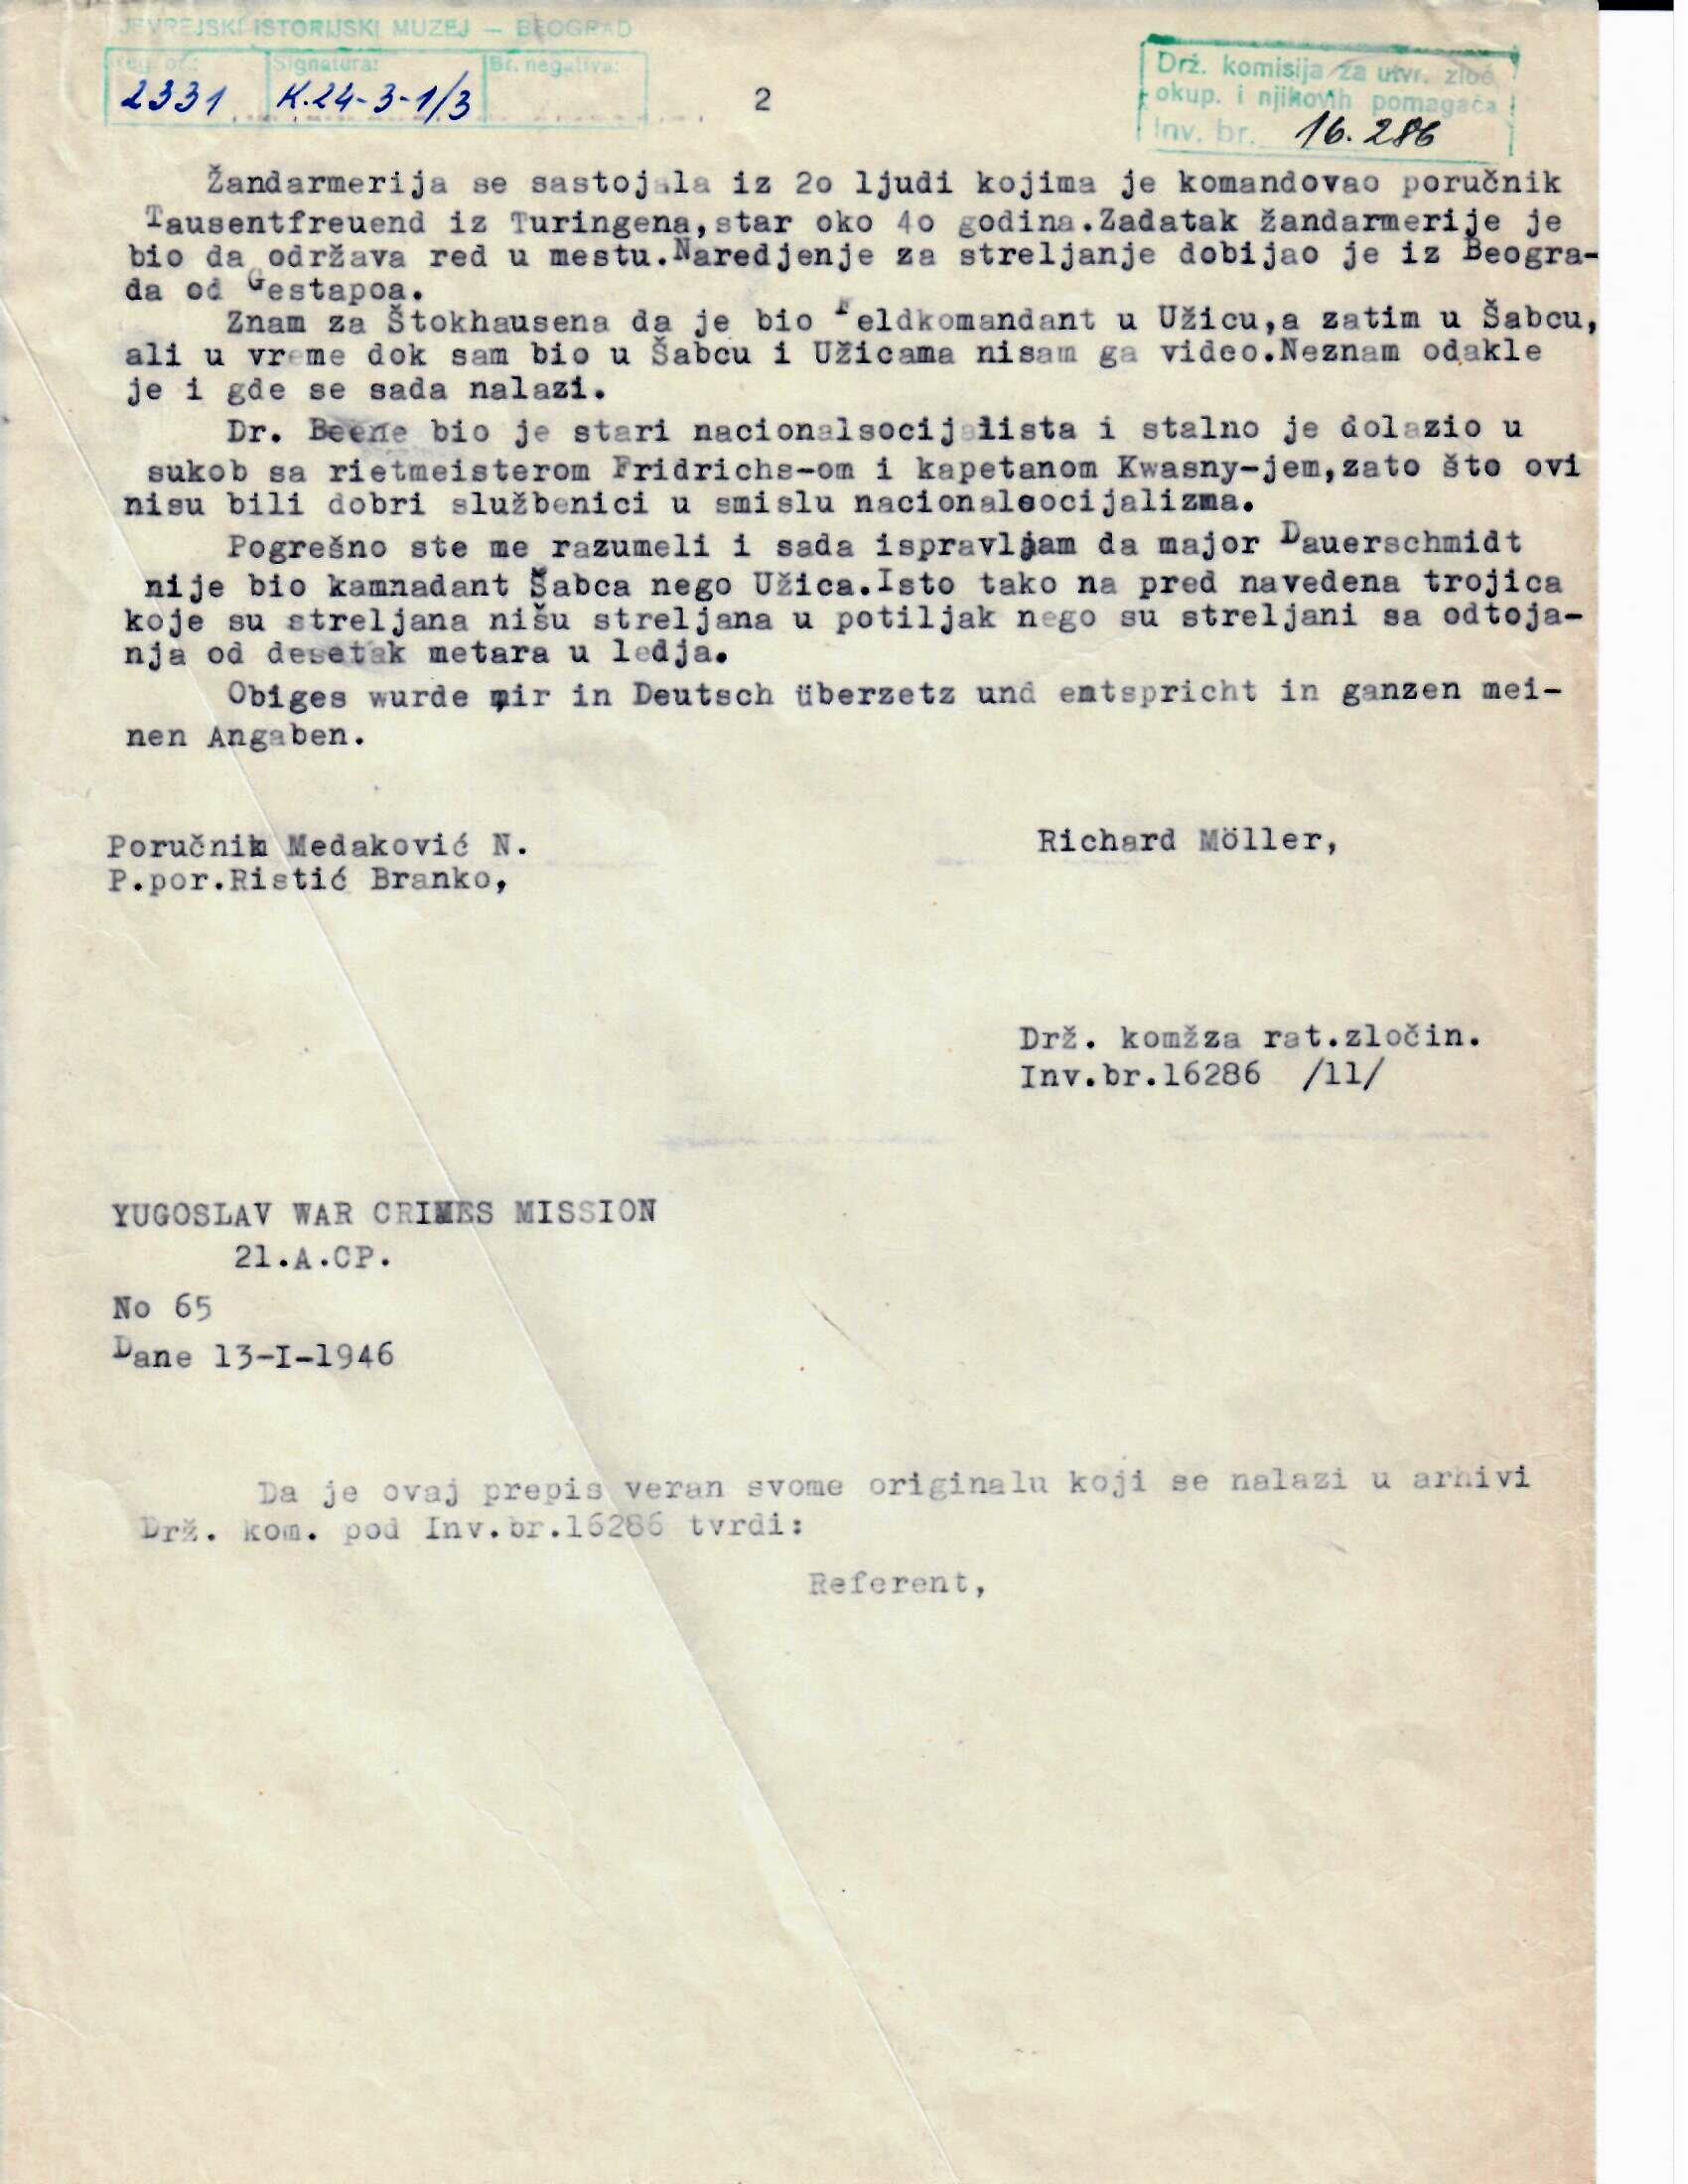 JEVREJSKI ISTORIJSKI MUZEJ — BEOGRAD
Reg. br.: Signatura: Br. negativa:
2331 K.24-3-1/3
2
Drž. komisija za utvr. zloč.
okup. i njihovih pomagača
Inv. br. 16.286
Žandarmerija se sastojala iz 2o ljudi kojima je komandovao poručnik
Tausentfreuend iz Turingena,star oko 4o godina.Zadatak žandarmerije je
bio da održava red u mestu.Naredjenje za streljanje dobijao je iz Beogra-
da od Gestapoa.
Znam za Štokhausena da je bio Feldkomandant u Užicu,a zatim u Šabcu,
ali u vreme dok sam bio u Šabcu i Užicama nisam ga video.Neznam odakle
je i gde se sada nalazi.
Dr. Beene bio je stari nacionalsocijalista i stalno je dolazio u
sukob sa rietmeisterom Fridrichs-om i kapetanom Kwasny-jem,zato što ovi
nisu bili dobri službenici u smislu nacionalsocijalizma.
Pogrešno ste me razumeli i sada ispravljam da major Dauerschmidt
nije bio kamnadant Šabca nego Užica.Isto tako na pred navedena trojica
koje su streljana nišu streljana u potiljak nego su streljani sa odtoja-
nja od desetak metara u ledja.
Obiges wurde mir in Deutsch überzetz und entspricht in ganzen mei-
nen Angaben.
Poručnik Medaković N.
P.por.Ristić Branko,
Richard Möller,
Drž. komžza rat.zločin.
Inv.br.16286 /11/
YUGOSLAV WAR CRIMES MISSION
21.A.CP.
No 65
Dane 13-I-1946
Da je ovaj prepis veran svome originalu koji se nalazi u arhivi
Drž. kom. pod Inv.br.16286 tvrdi:
Referent,